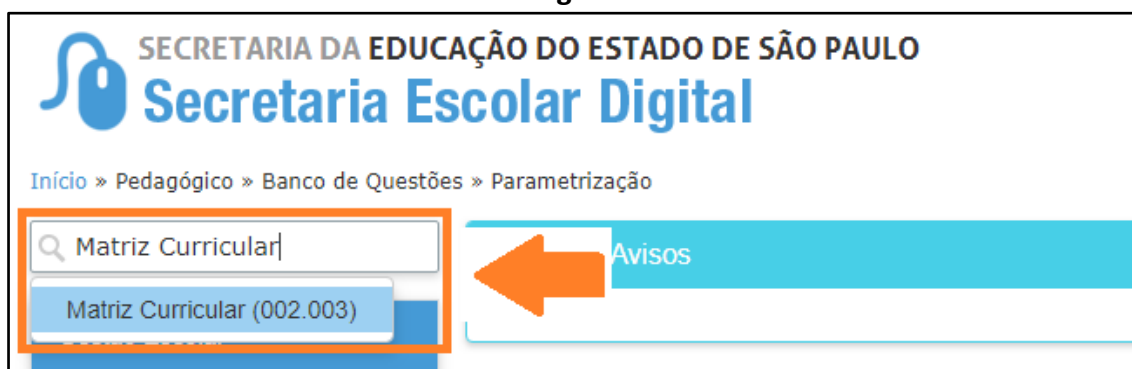 SECRETARIA DA EDUCAÇÃO DO ESTADO DE SÃO PAULO
Secretaria Escolar Digital
Início » Pedagógico » Banco de Questões » Parametrização
Matriz Curricular
Avisos
Matriz Curricular (002.003)